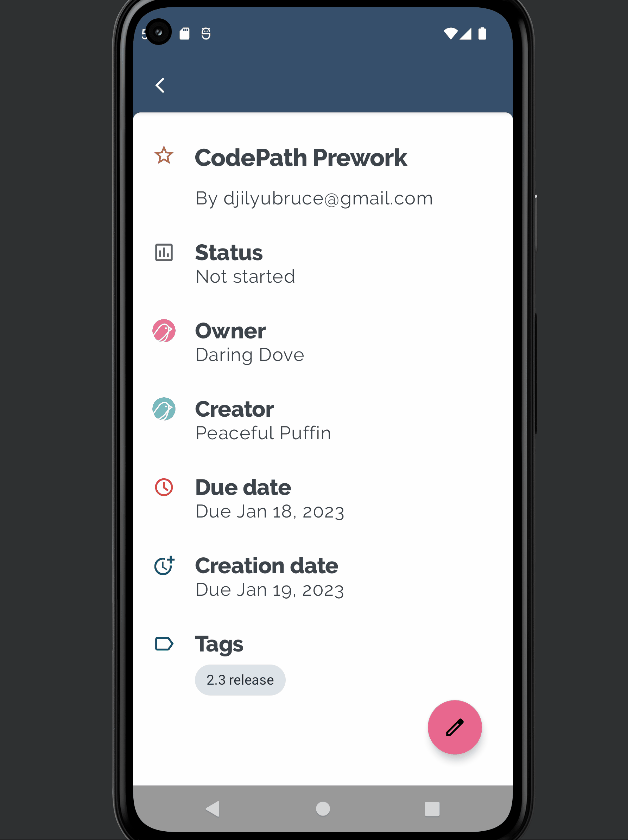 CodePath Prework
By djilyubruce@gmail.com
Status
Not started
Owner
Daring Dove
Creator
Peaceful Puffin
Due date
Due Jan 18, 2023
Creation date
Due Jan 19, 2023
Tags
2.3 release